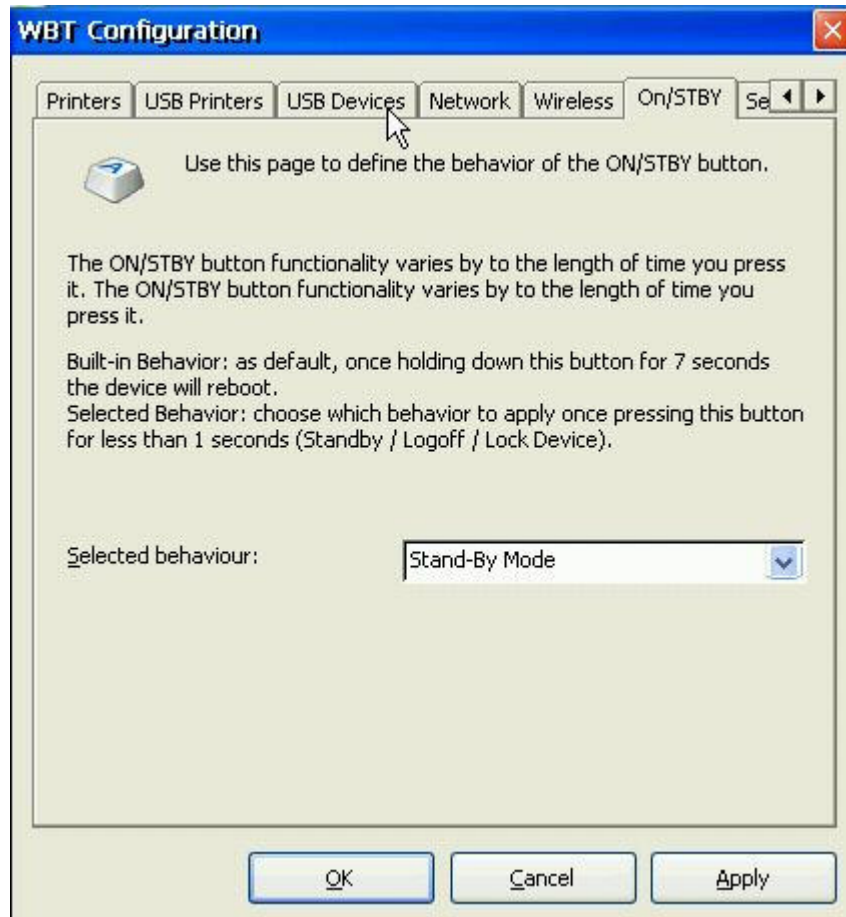 WBT Configuration
Printers USB Printers USB Devices Network Wireless On/STBY Se
Use this page to define the behavior of the ON/STBY button.
The ON/STBY button functionality varies by to the length of time you press
it. The ON/STBY button functionality varies by to the length of time you
press it.
Built-in Behavior: as default, once holding down this button for 7 seconds
the device will reboot.
Selected Behavior: choose which behavior to apply once pressing this button
for less than 1 seconds (Standby / Logoff / Lock Device).
Selected behaviour: Stand-By Mode
OK Cancel Apply